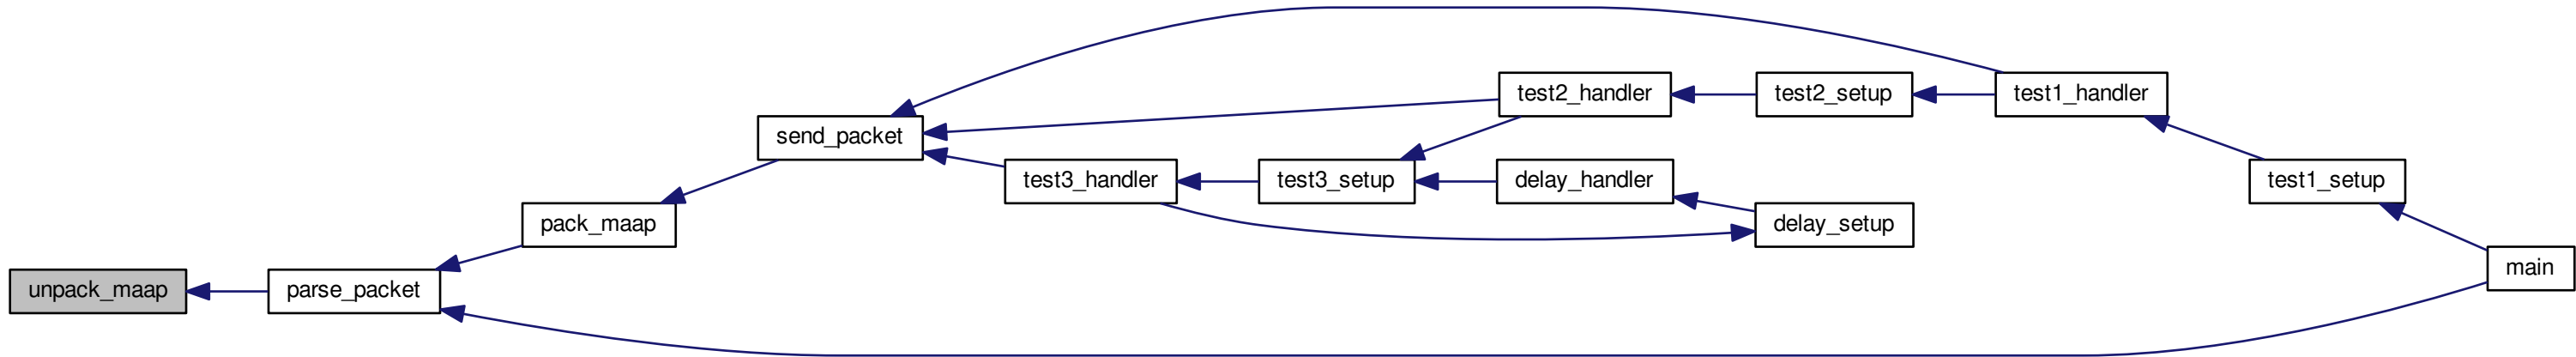 test2_handler
test2_setup
test1_handler
send_packet
test3_handler
test3_setup
delay_handler
test1_setup
pack_maap
delay_setup
main
unpack_maap
parse_packet